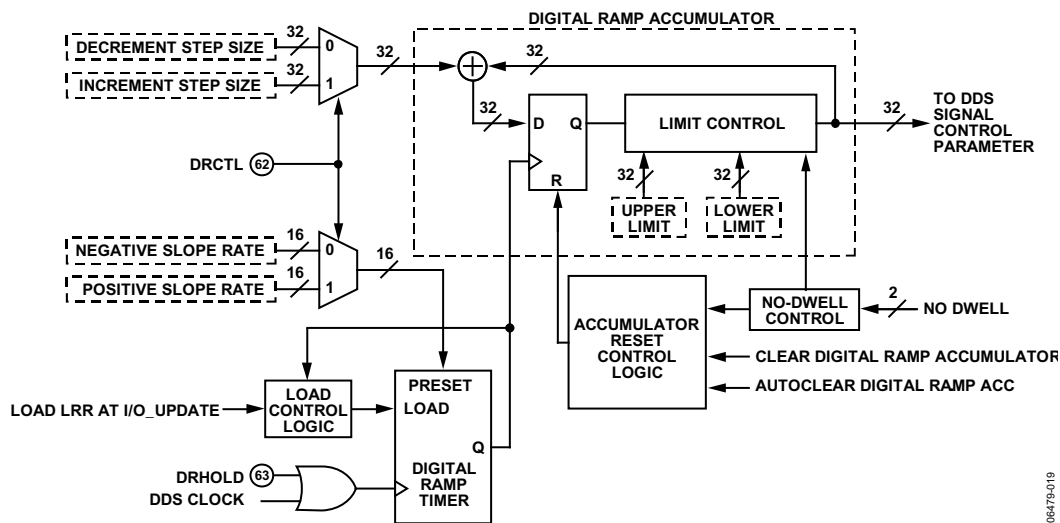 DIGITAL RAMP ACCUMULATOR
DECREMENT STEP SIZE
32
0
INCREMENT STEP SIZE
32
1
32
32
32
D
Q
R
LIMIT CONTROL
32
TO DDS
SIGNAL
CONTROL
PARAMETER
32
32
UPPER
LIMIT
LOWER
LIMIT
DRCTL
62
NEGATIVE SLOPE RATE
16
0
POSITIVE SLOPE RATE
16
1
16
ACCUMULATOR
RESET
CONTROL
LOGIC
NO-DWELL
CONTROL
2
NO DWELL
CLEAR DIGITAL RAMP ACCUMULATOR
AUTOCLEAR DIGITAL RAMP ACC
LOAD LRR AT I/O_UPDATE
LOAD
CONTROL
LOGIC
PRESET
LOAD
Q
DIGITAL
RAMP
TIMER
DRHOLD
63
DDS CLOCK
06479-019